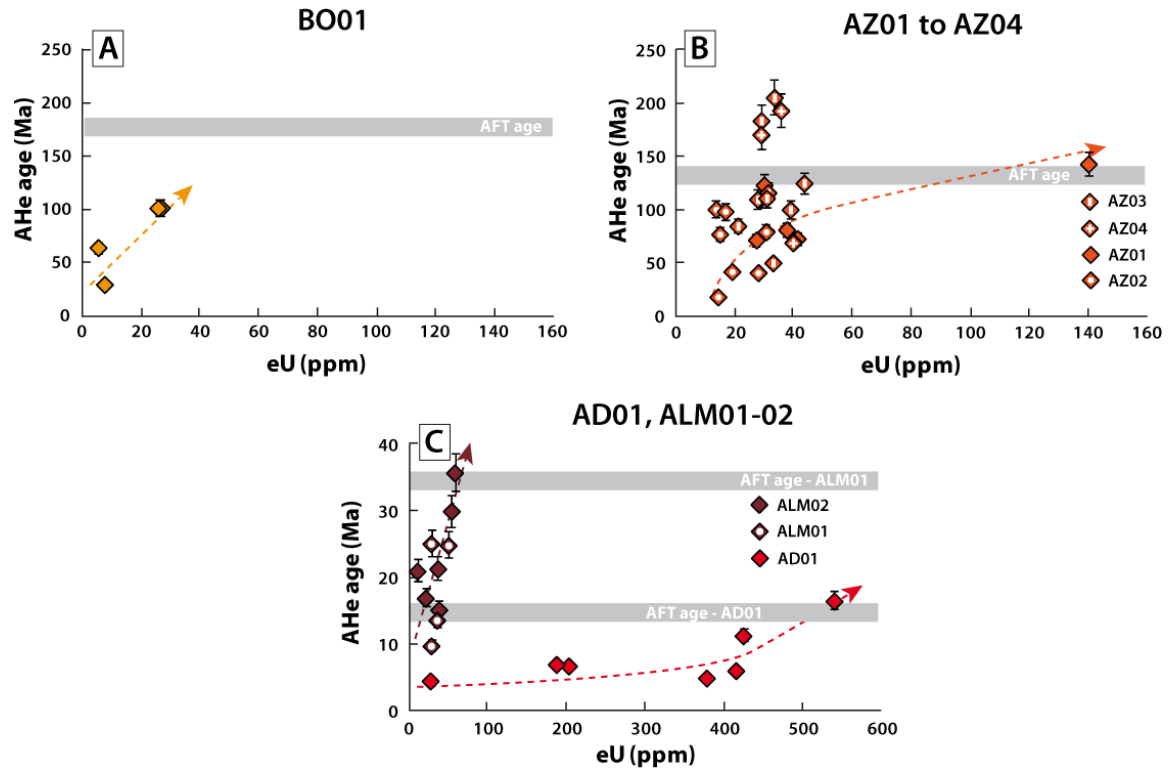 BO01
A
AHe age (Ma)
250
200
150
100
50
0
AFT age
0 20 40 60 80 100 120 140 160
eU (ppm)
AZ01 to AZ04
B
AHe age (Ma)
250
200
150
100
50
0
AFT age
AZ03
AZ04
AZ01
AZ02
0 20 40 60 80 100 120 140 160
eU (ppm)
AD01, ALM01-02
C
AHe age (Ma)
40
30
20
10
0
AFT age - ALM01
ALM02
ALM01
AD01
AFT age - AD01
0 100 200 300 400 500 600
eU (ppm)